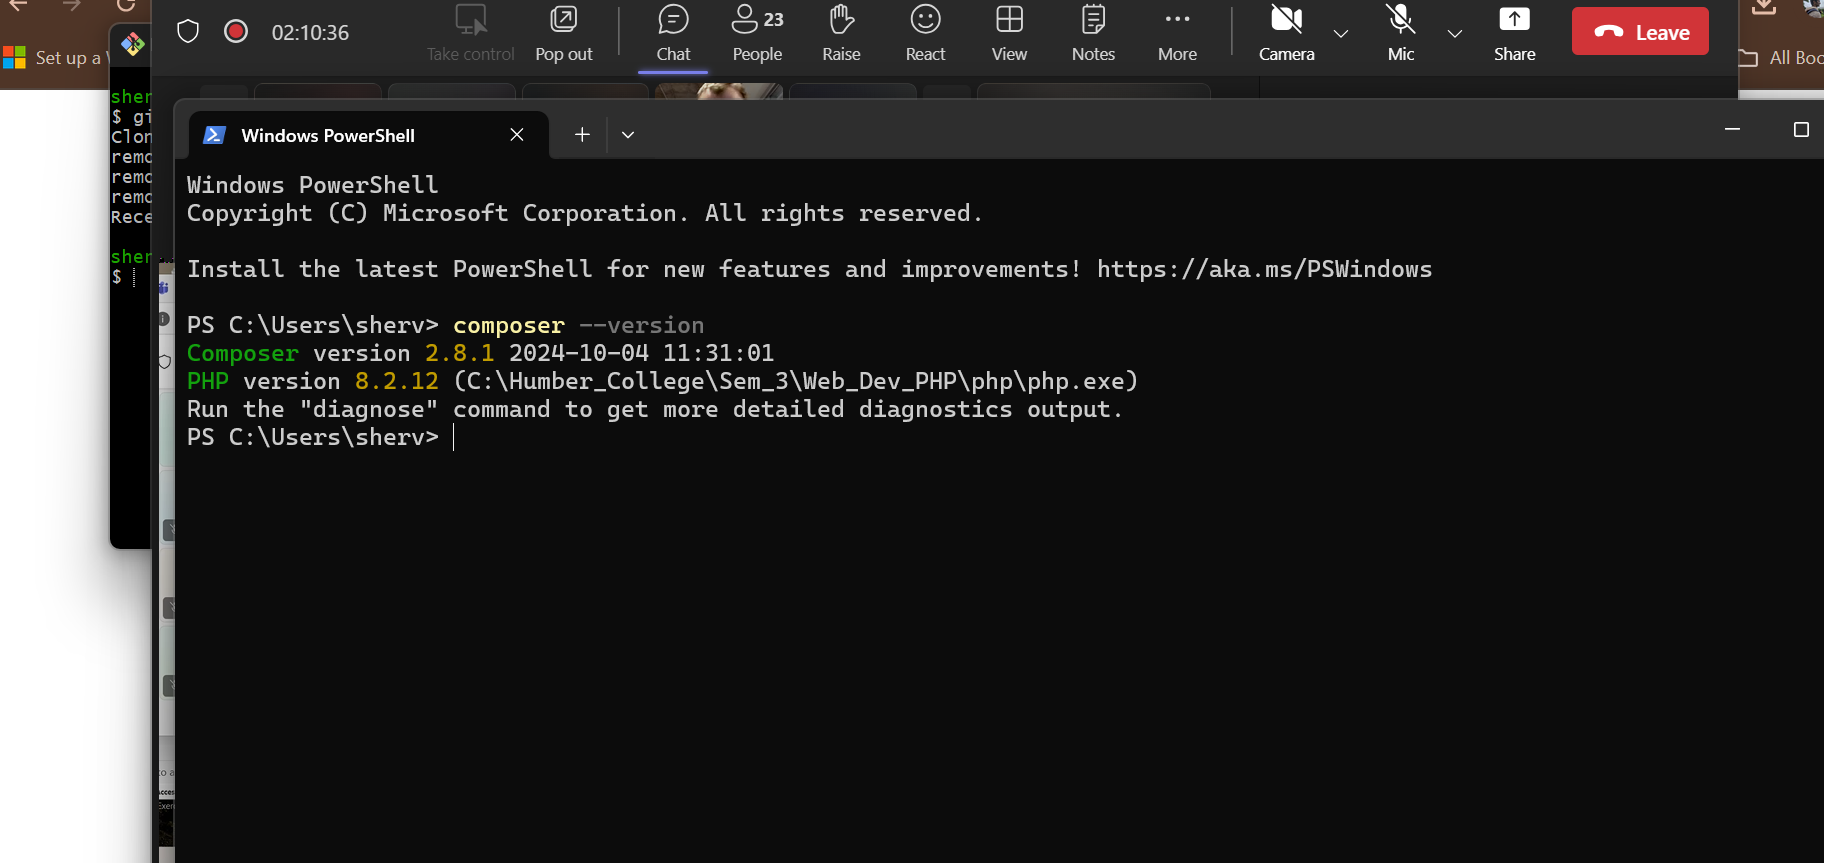 02:10:36
Take control
Pop out
Chat
23
People
Raise
React
View
Notes
More
Camera
Mic
Share
Leave
Set up a
All Boo
sher
$ gi
Clon
remo
remo
remo
Rece
sher
$
Windows PowerShell
Windows PowerShell
Copyright (C) Microsoft Corporation. All rights reserved.
Install the latest PowerShell for new features and improvements! https://aka.ms/PSWindows
PS C:\Users\sherv> composer --version
Composer version 2.8.1 2024-10-04 11:31:01
PHP version 8.2.12 (C:\Humber_College\Sem_3\Web_Dev_PHP\php\php.exe)
Run the "diagnose" command to get more detailed diagnostics output.
PS C:\Users\sherv>